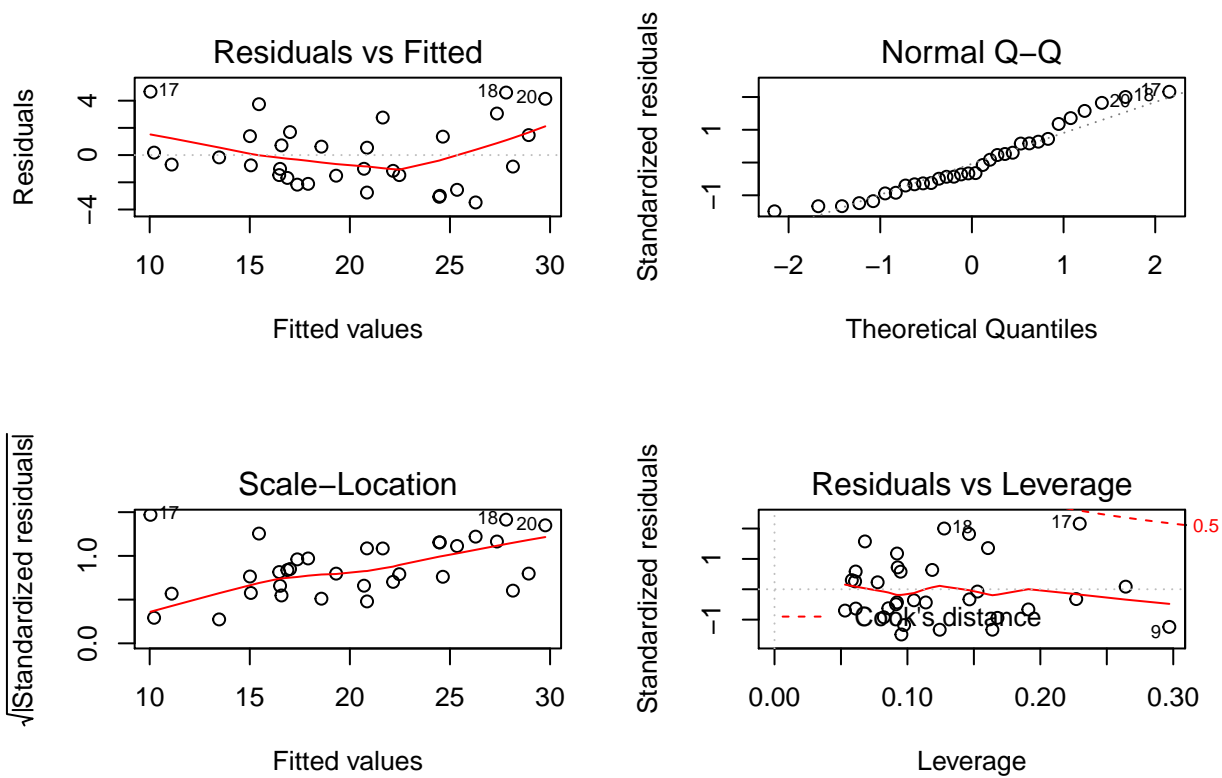 Residuals vs Fitted
Residuals
4
0
−4
17
18
20
10 15 20 25 30
Fitted values
Normal Q−Q
Standardized residuals
1
−1
17
18
20
−2 −1 0 1 2
Theoretical Quantiles
Scale−Location
√|Standardized residuals|
1.0
0.0
17
18
20
10 15 20 25 30
Fitted values
Residuals vs Leverage
Standardized residuals
1
−1
18
17
0.5
Cook's distance
9
0.00 0.10 0.20 0.30
Leverage